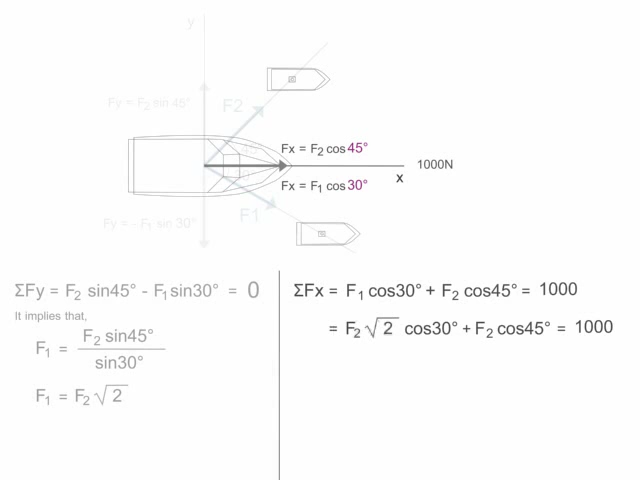 y
Fy = F₂ sin 45°
F2
Fx = F₂ cos 45°
1000N
x
Fx = F₁ cos 30°
F1
Fy = - F₁ sin 30°
ΣFy = F₂ sin45° - F₁sin30° = 0
It implies that,
F₁ = F₂ sin45° / sin30°
F₁ = F₂ √2
ΣFx = F₁ cos30° + F₂ cos45° = 1000
= F₂ √2 cos30° + F₂ cos45° = 1000